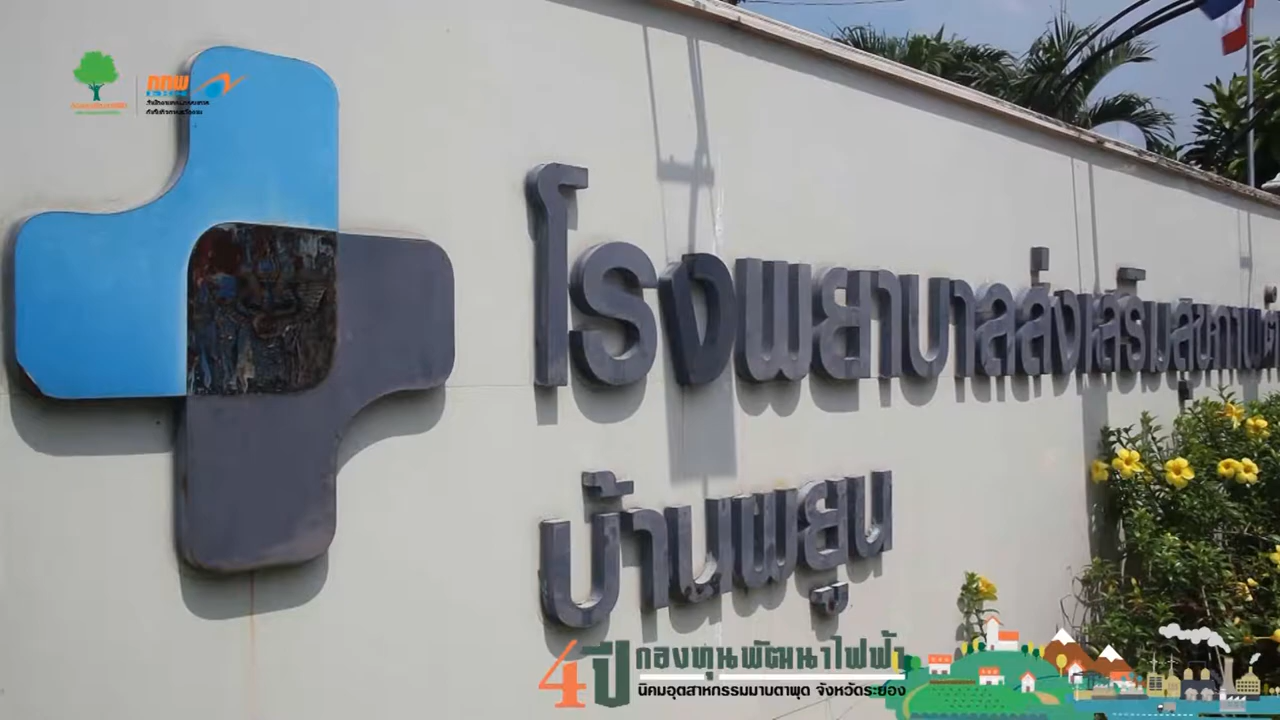 กกพ
โรงพยาบาลส่งเสริมสุขภาพตำ
บ้านพยูน
4ปี กองทุนพัฒนาไฟฟ้า
นิคมอุตสาหกรรมมาบตาพุด จังหวัดระยอง